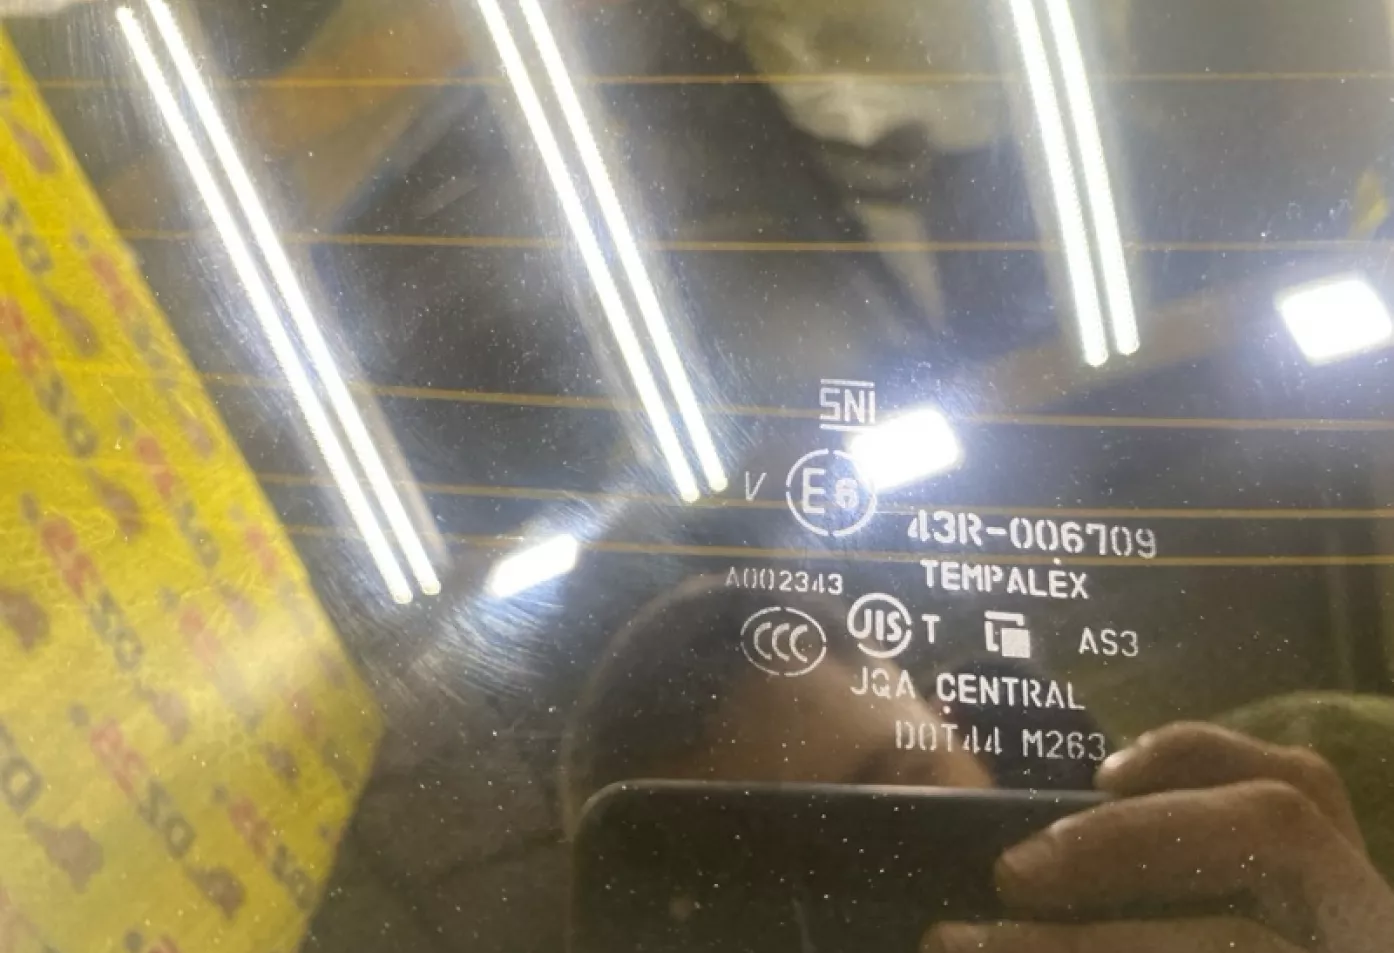 SNI
V E6
43R-006709
A002343 TEMPALEX
CCC JIS T AS3
JQA CENTRAL
DOT44 M263